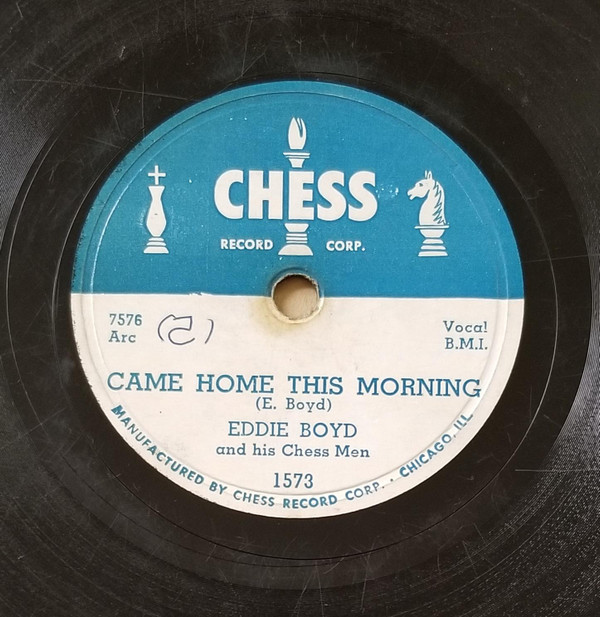 CHESS
RECORD CORP.
7576
Arc
(2)
Vocal
B.M.I.
CAME HOME THIS MORNING
(E. Boyd)
EDDIE BOYD
and his Chess Men
1573
MANUFACTURED BY CHESS RECORD CORP. · CHICAGO, ILL.